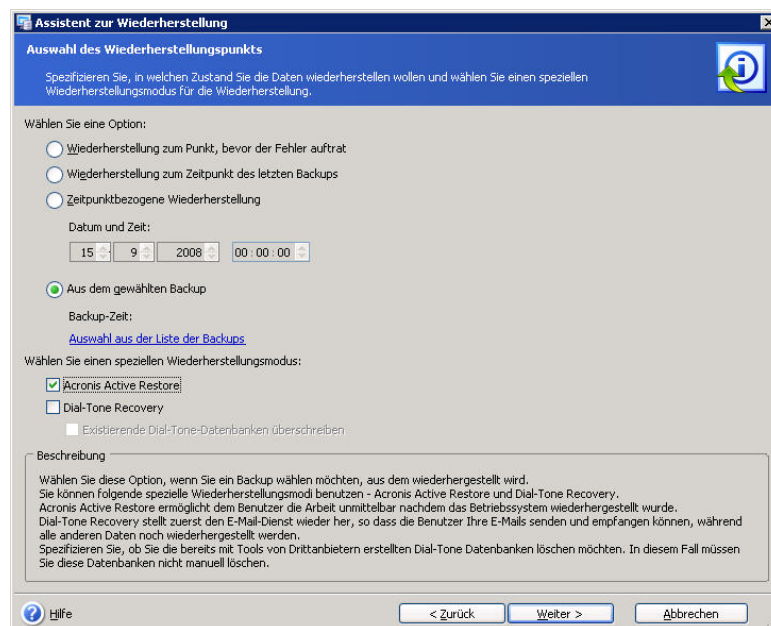 Assistent zur Wiederherstellung
Auswahl des Wiederherstellungspunkts
Spezifizieren Sie, in welchen Zustand Sie die Daten wiederherstellen wollen und wählen Sie einen speziellen
Wiederherstellungsmodus für die Wiederherstellung.
Wählen Sie eine Option:
Wiederherstellung zum Punkt, bevor der Fehler auftrat
Wiederherstellung zum Zeitpunkt des letzten Backups
Zeitpunktbezogene Wiederherstellung
Datum und Zeit:
15 9 2008 00:00:00
Aus dem gewählten Backup
Backup-Zeit:
Auswahl aus der Liste der Backups
Wählen Sie einen speziellen Wiederherstellungsmodus:
Acronis Active Restore
Dial-Tone Recovery
Existierende Dial-Tone-Datenbanken überschreiben
Beschreibung
Wählen Sie diese Option, wenn Sie ein Backup wählen möchten, aus dem wiederhergestellt wird.
Sie können folgende spezielle Wiederherstellungsmodi benutzen - Acronis Active Restore und Dial-Tone Recovery.
Acronis Active Restore ermöglicht dem Benutzer die Arbeit unmittelbar nachdem das Betriebssystem wiederhergestellt wurde.
Dial-Tone Recovery stellt zuerst den E-Mail-Dienst wieder her, so dass die Benutzer Ihre E-Mails senden und empfangen können, während
alle anderen Daten noch wiederhergestellt werden.
Spezifizieren Sie, ob Sie die bereits mit Tools von Drittanbietern erstellten Dial-Tone Datenbanken löschen möchten. In diesem Fall müssen
Sie diese Datenbanken nicht manuell löschen.
Hilfe < Zurück Weiter > Abbrechen